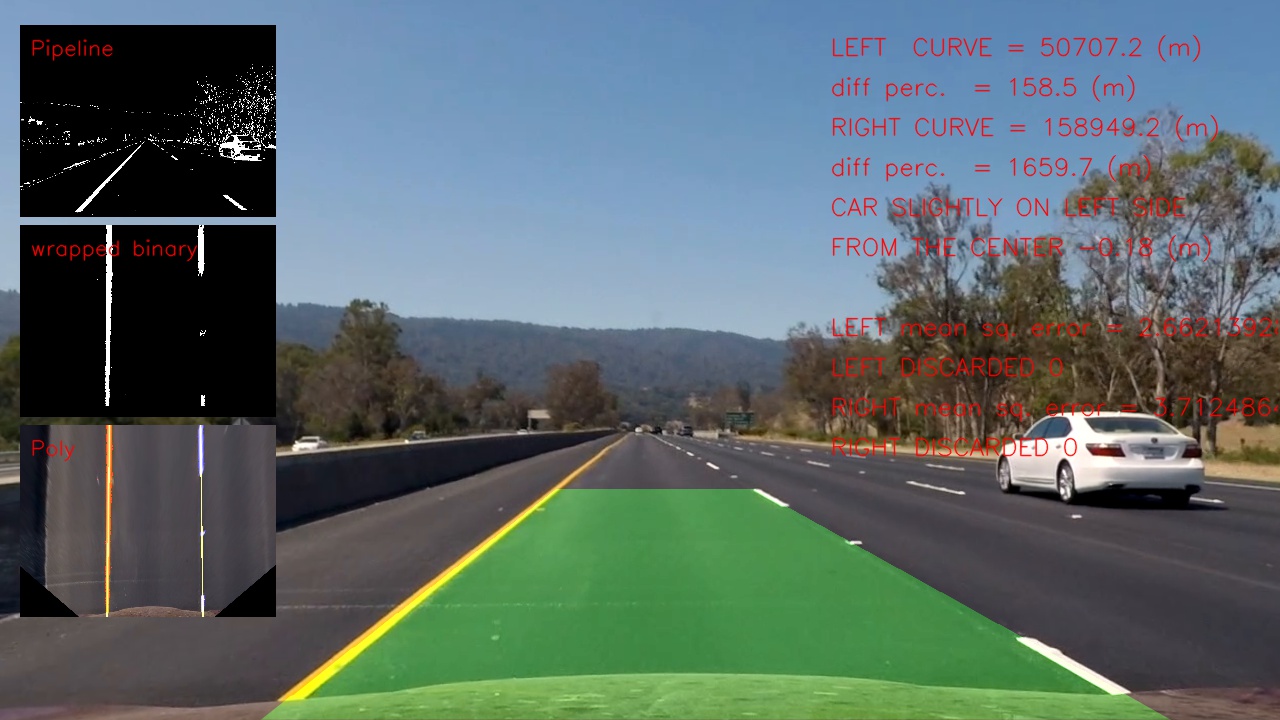 Pipeline
wrapped binary
Poly
LEFT CURVE = 50707.2 (m)
diff perc. = 158.5 (m)
RIGHT CURVE = 158949.2 (m)
diff perc. = 1659.7 (m)
CAR SLIGHTLY ON LEFT SIDE
FROM THE CENTER -0.18 (m)
LEFT mean sq. error = 2.6621392
LEFT DISCARDED 0
RIGHT mean sq. error = 3.7124864
RIGHT DISCARDED 0